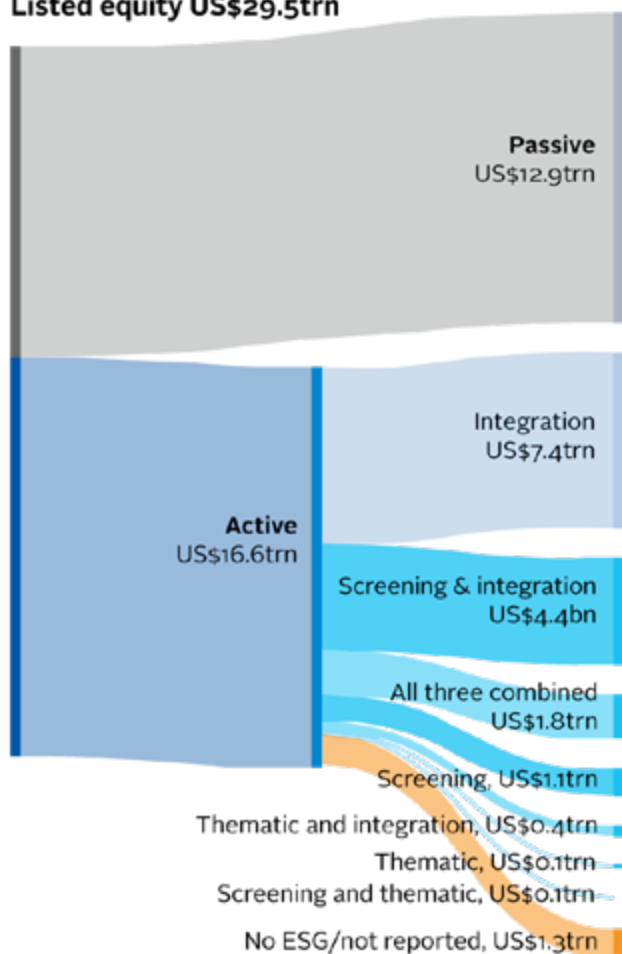 Listed equity US$29.5trn
Passive
US$12.9trn
Integration
US$7.4trn
Active
US$16.6trn
Screening & integration
US$4.4bn
All three combined
US$1.8trn
Screening, US$1.1trn
Thematic and integration, US$0.4trn
Thematic, US$0.1trn
Screening and thematic, US$0.1trn
No ESG/not reported, US$1.3trn